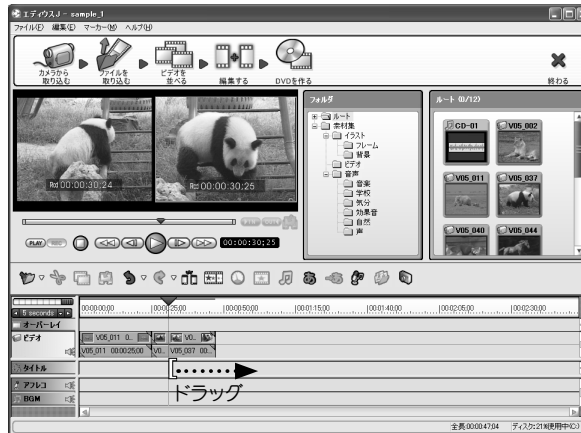 エディウスJ - sample_1
ファイル(F) 編集(E) マーカー(M) ヘルプ(H)
カメラから
取り込む
ファイルを
取り込む
ビデオを
並べる
編集する
DVDを作る
終わる
Rcd 00:00:30;24
Rcd 00:00:30;25
PLAY
00:00:30;25
フォルダ
ルート
素材集
イラスト
フレーム
背景
ビデオ
音声
音楽
学校
気分
効果音
自然
声
ルート (0/12)
CD-01
V05_002
V05_011
V05_037
V05_040
V05_044
5 seconds
00:00:00;00
00:00:25;00
00:00:50;00
00:01:15;00
00:01:40;00
00:02:05;00
00:02:30;00
オーバーレイ
ビデオ
V05_011 0...
V0...
V05_011 00:00:25;00
V0...
V05_037 00...
タイトル
ドラッグ
アフレコ
BGM
全長:00:00:47;04
ディスク:21%使用中(C:)